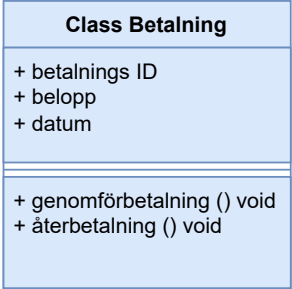 Class Betalning
+ betalnings ID
+ belopp
+ datum
+ genomförbetalning () void
+ återbetalning () void